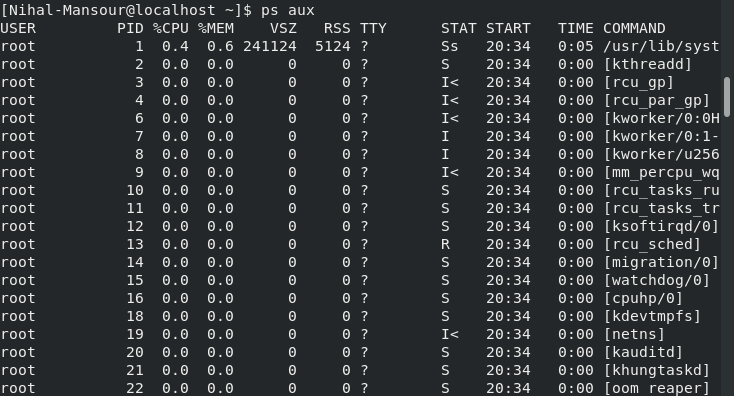 [Nihal-Mansour@localhost ~]$ ps aux
USER         PID %CPU %MEM    VSZ   RSS TTY      STAT START   TIME COMMAND
root           1  0.4  0.6 241124  5124 ?        Ss   20:34   0:05 /usr/lib/syst
root           2  0.0  0.0      0     0 ?        S    20:34   0:00 [kthreadd]
root           3  0.0  0.0      0     0 ?        I<   20:34   0:00 [rcu_gp]
root           4  0.0  0.0      0     0 ?        I<   20:34   0:00 [rcu_par_gp]
root           6  0.0  0.0      0     0 ?        I<   20:34   0:00 [kworker/0:0H
root           7  0.0  0.0      0     0 ?        I    20:34   0:00 [kworker/0:1-
root           8  0.0  0.0      0     0 ?        I    20:34   0:00 [kworker/u256
root           9  0.0  0.0      0     0 ?        I<   20:34   0:00 [mm_percpu_wq
root          10  0.0  0.0      0     0 ?        S    20:34   0:00 [rcu_tasks_ru
root          11  0.0  0.0      0     0 ?        S    20:34   0:00 [rcu_tasks_tr
root          12  0.0  0.0      0     0 ?        S    20:34   0:00 [ksoftirqd/0]
root          13  0.0  0.0      0     0 ?        R    20:34   0:00 [rcu_sched]
root          14  0.0  0.0      0     0 ?        S    20:34   0:00 [migration/0]
root          15  0.0  0.0      0     0 ?        S    20:34   0:00 [watchdog/0]
root          16  0.0  0.0      0     0 ?        S    20:34   0:00 [cpuhp/0]
root          18  0.0  0.0      0     0 ?        S    20:34   0:00 [kdevtmpfs]
root          19  0.0  0.0      0     0 ?        I<   20:34   0:00 [netns]
root          20  0.0  0.0      0     0 ?        S    20:34   0:00 [kauditd]
root          21  0.0  0.0      0     0 ?        S    20:34   0:00 [khungtaskd]
root          22  0.0  0.0      0     0 ?        S    20:34   0:00 [oom_reaper]